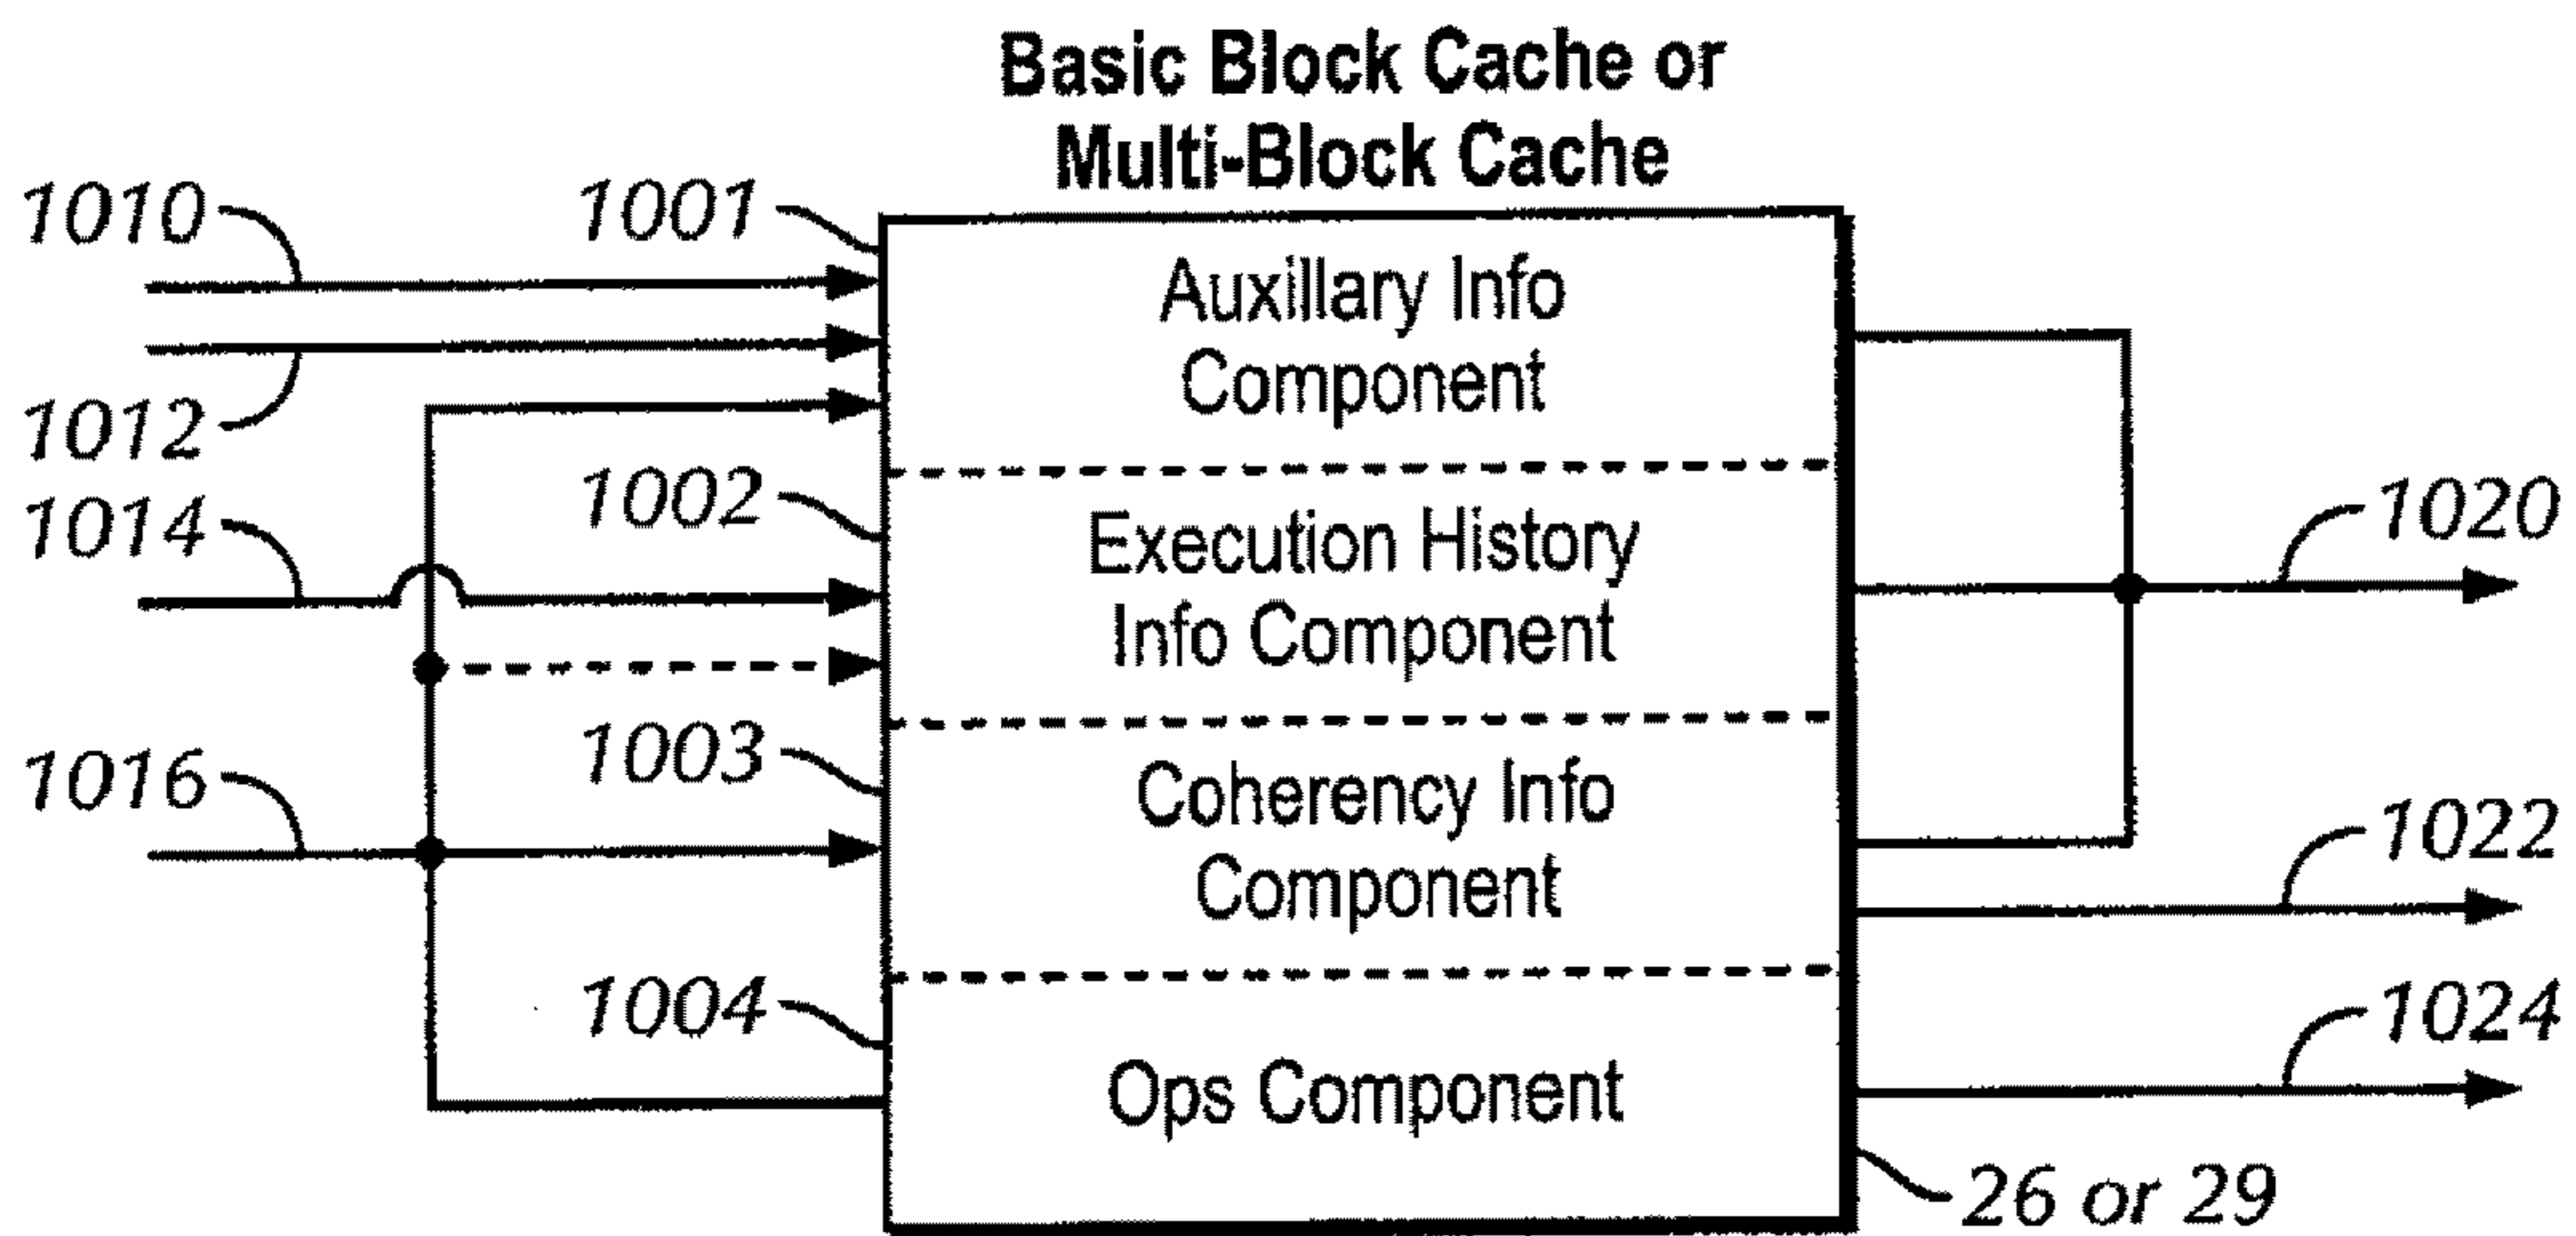 Basic Block Cache or
Multi-Block Cache
1010
1001
Auxillary Info
Component
1012
1014
1002
Execution History
Info Component
1020
1016
1003
Coherency Info
Component
1022
1004
Ops Component
1024
26 or 29